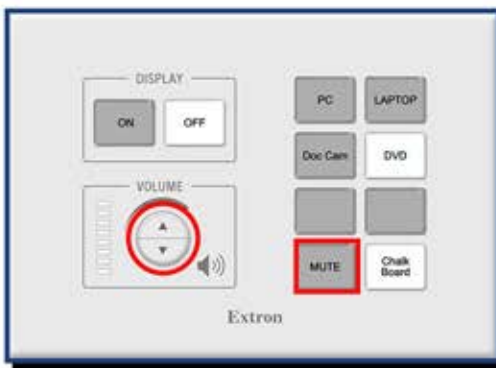 DISPLAY
ON
OFF
VOLUME
PC
LAPTOP
Doc Cam
DVD
MUTE
Chalk
Board
Extron